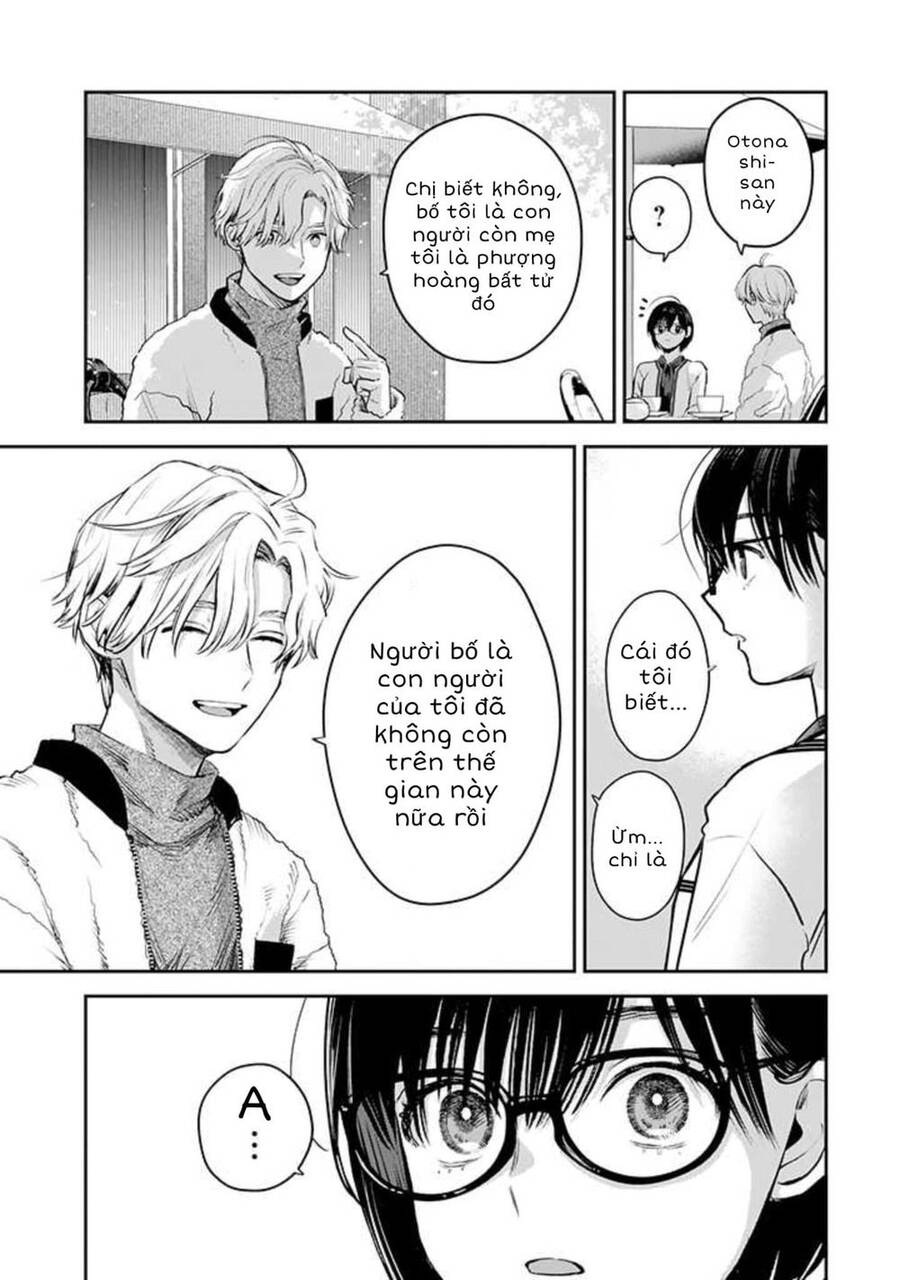 Otona
shi-
san
này
?
Chị biết không,
bố tôi là con
người còn mẹ
tôi là phượng
hoàng bất tử
đó
Cái đó
tôi
biết...
Ừm...
chỉ là
Người bố là
con người
của tôi đã
không còn
trên thế
gian này
nữa rồi
A
...